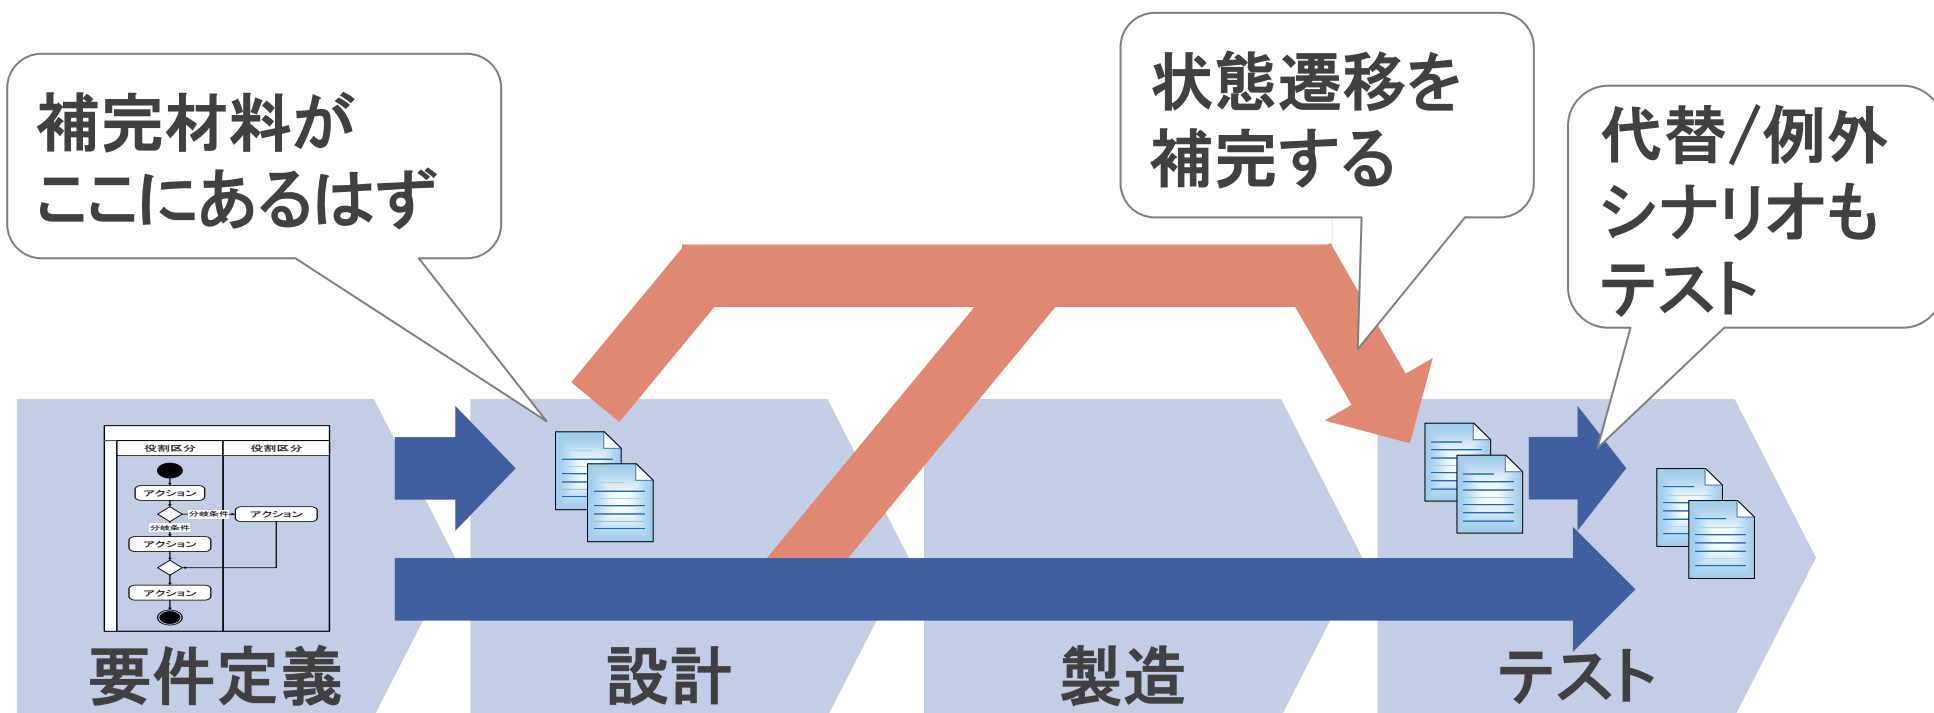 補完材料が
ここにあるはず
状態遷移を
補完する
代替/例外
シナリオも
テスト
役割区分
役割区分
アクション
分岐条件
アクション
分岐条件
アクション
アクション
要件定義
設計
製造
テスト